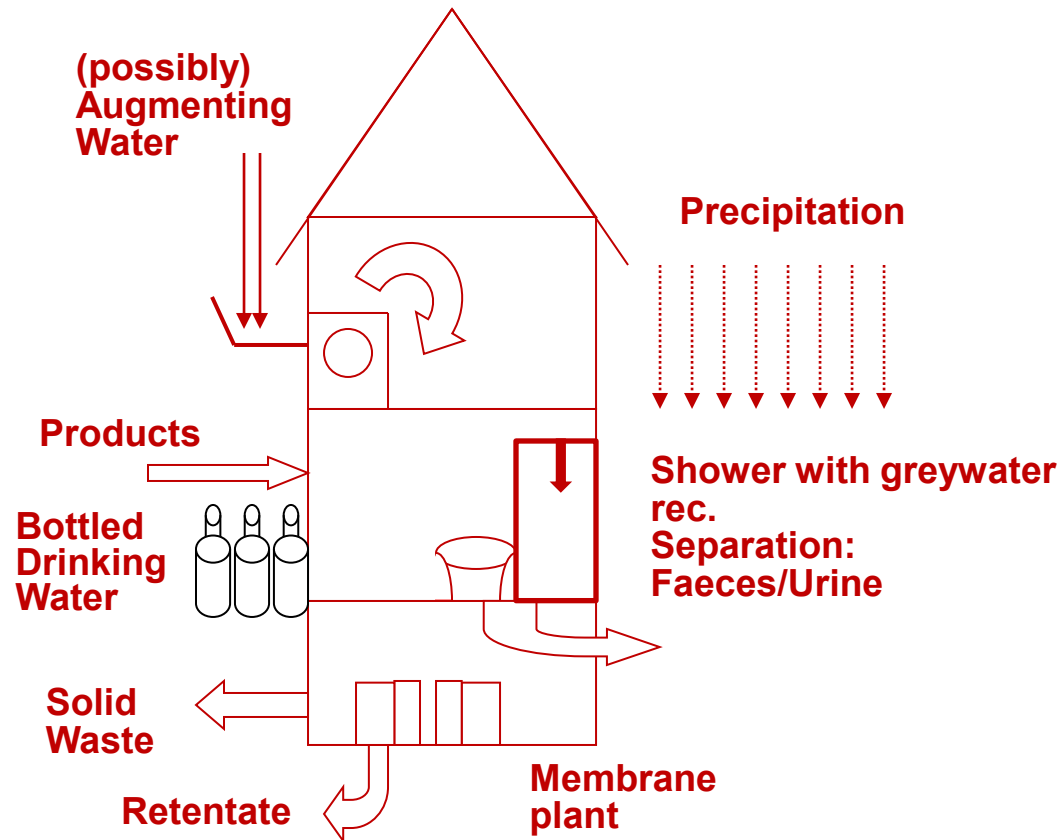 (possibly)
Augmenting
Water
Precipitation
Products
Shower with greywater
rec.
Separation:
Faeces/Urine
Bottled
Drinking
Water
Solid
Waste
Membrane
plant
Retentate